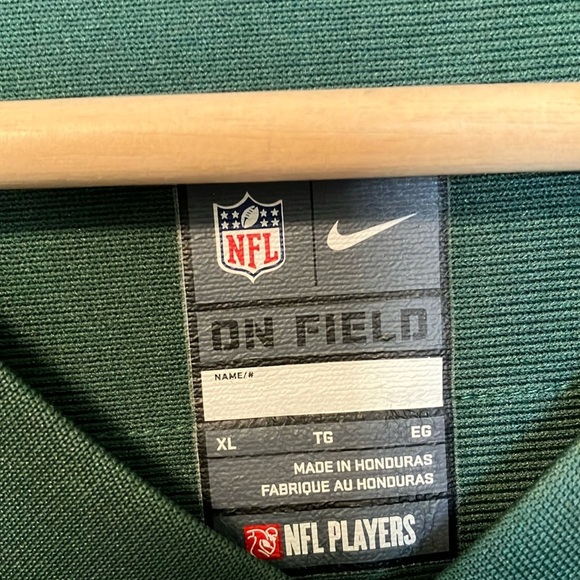 NFL
ON FIELD
NAME/#
XL TG EG
MADE IN HONDURAS
FABRIQUE AU HONDURAS
NFL PLAYERS